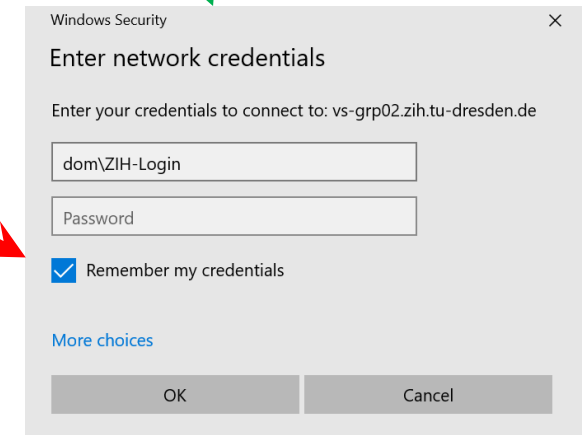 Windows Security
Enter network credentials
Enter your credentials to connect to: vs-grp02.zih.tu-dresden.de
dom\ZIH-Login
Password
Remember my credentials
More choices
OK
Cancel